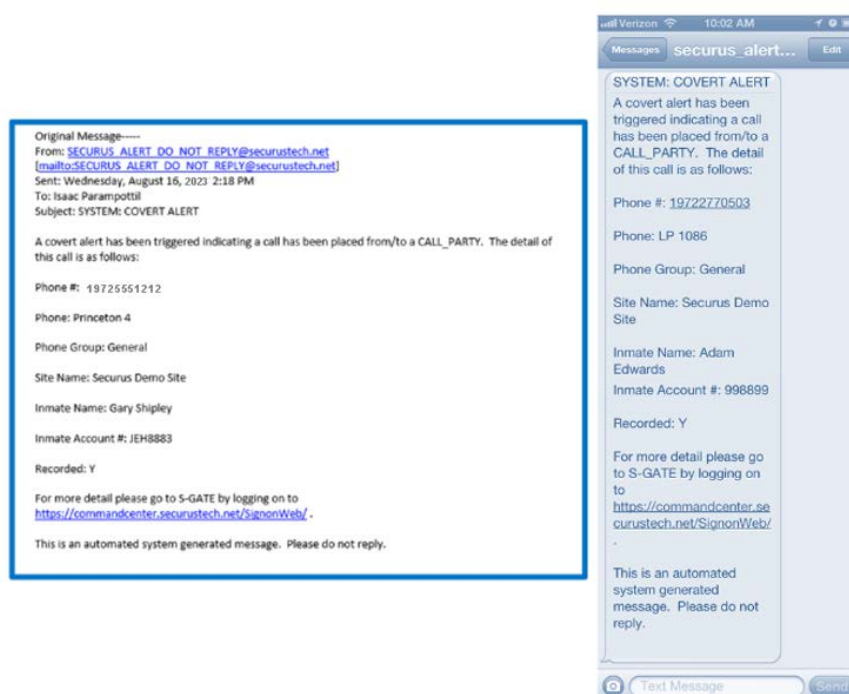 Original Message-----
From: SECURUS_ALERT_DO_NOT_REPLY@securustech.net
[mailto:SECURUS_ALERT_DO_NOT_REPLY@securustech.net]
Sent: Wednesday, August 16, 2023 2:18 PM
To: Isaac Parampottil
Subject: SYSTEM: COVERT ALERT
A covert alert has been triggered indicating a call has been placed from/to a CALL_PARTY. The detail of
this call is as follows:
Phone #: 19725551212
Phone: Princeton 4
Phone Group: General
Site Name: Securus Demo Site
Inmate Name: Gary Shipley
Inmate Account #: JEH8883
Recorded: Y
For more detail please go to S-GATE by logging on to
https://commandcenter.securustech.net/SignonWeb/ .
This is an automated system generated message. Please do not reply.
Verizon 10:02 AM
Messages securus_alert... Edit
SYSTEM: COVERT ALERT
A covert alert has been
triggered indicating a call
has been placed from/to a
CALL_PARTY. The detail
of this call is as follows:
Phone #: 19722770503
Phone: LP 1086
Phone Group: General
Site Name: Securus Demo
Site
Inmate Name: Adam
Edwards
Inmate Account #: 998899
Recorded: Y
For more detail please go
to S-GATE by logging on
to
https://commandcenter.se
curustech.net/SignonWeb/
.
This is an automated
system generated
message. Please do not
reply.
Text Message Send